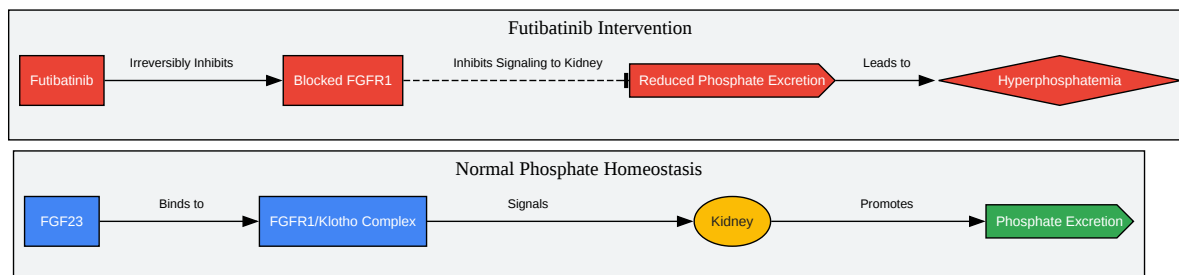 Futibatinib Intervention
Futibatinib
Irreversibly Inhibits
Blocked FGFR1
Inhibits Signaling to Kidney
Reduced Phosphate Excretion
Leads to
Hyperphosphatemia
Normal Phosphate Homeostasis
FGF23
Binds to
FGFR1/Klotho Complex
Signals
Kidney
Promotes
Phosphate Excretion